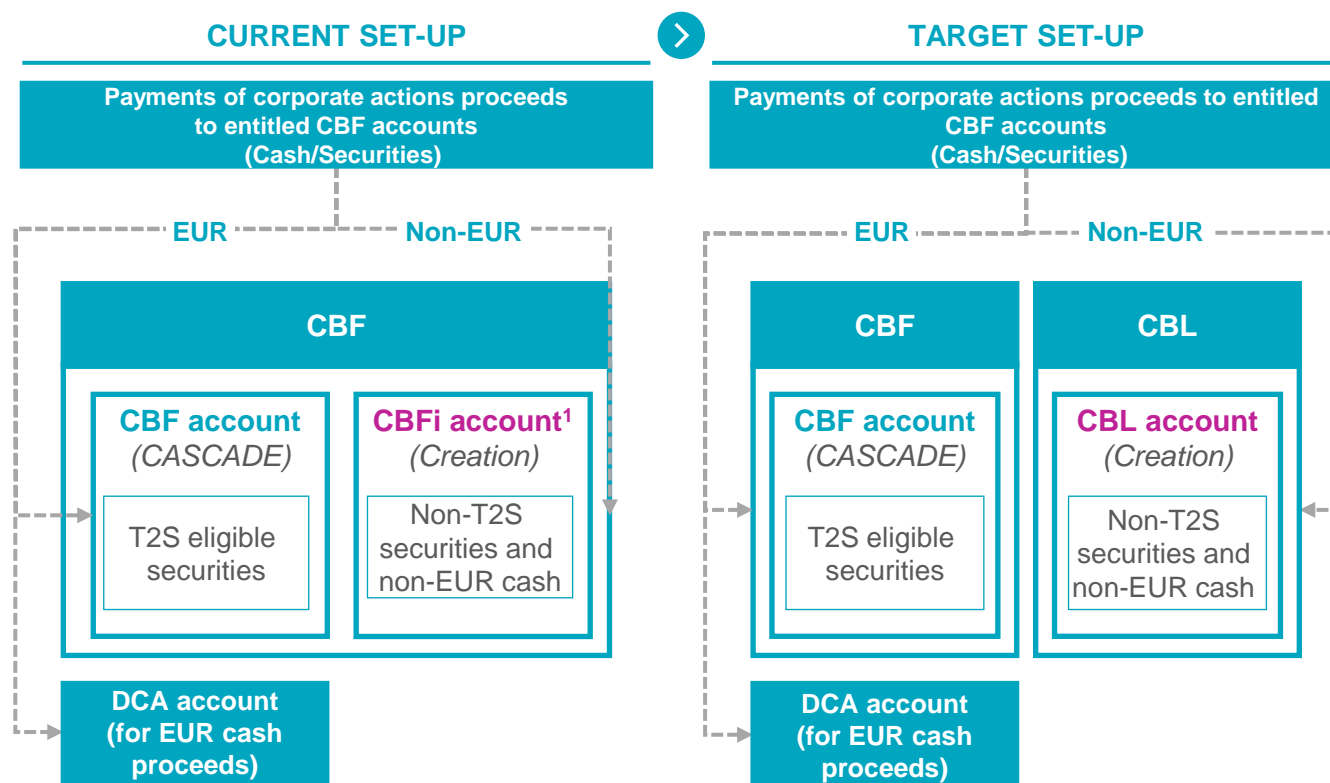 CURRENT SET-UP
Payments of corporate actions proceeds
to entitled CBF accounts
(Cash/Securities)
EUR
Non-EUR
CBF
CBF account
(CASCADE)
T2S eligible
securities
CBFi account¹
(Creation)
Non-T2S
securities and
non-EUR cash
DCA account
(for EUR cash
proceeds)
TARGET SET-UP
Payments of corporate actions proceeds to entitled
CBF accounts
(Cash/Securities)
EUR
Non-EUR
CBF
CBF account
(CASCADE)
T2S eligible
securities
CBL
CBL account
(Creation)
Non-T2S
securities and
non-EUR cash
DCA account
(for EUR cash
proceeds)